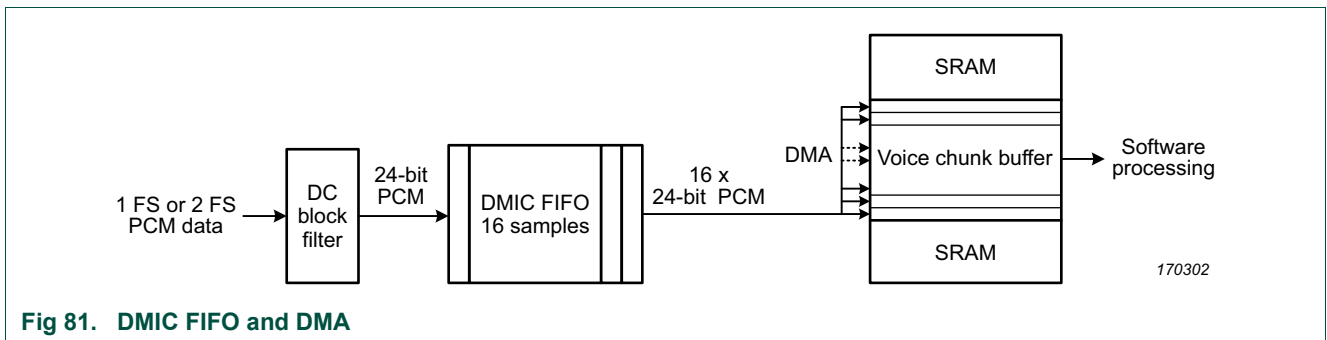 1 FS or 2 FS
PCM data
DC
block
filter
24-bit
PCM
DMIC FIFO
16 samples
16 x
24-bit PCM
DMA
SRAM
Voice chunk buffer
SRAM
Software
processing
170302
Fig 81. DMIC FIFO and DMA